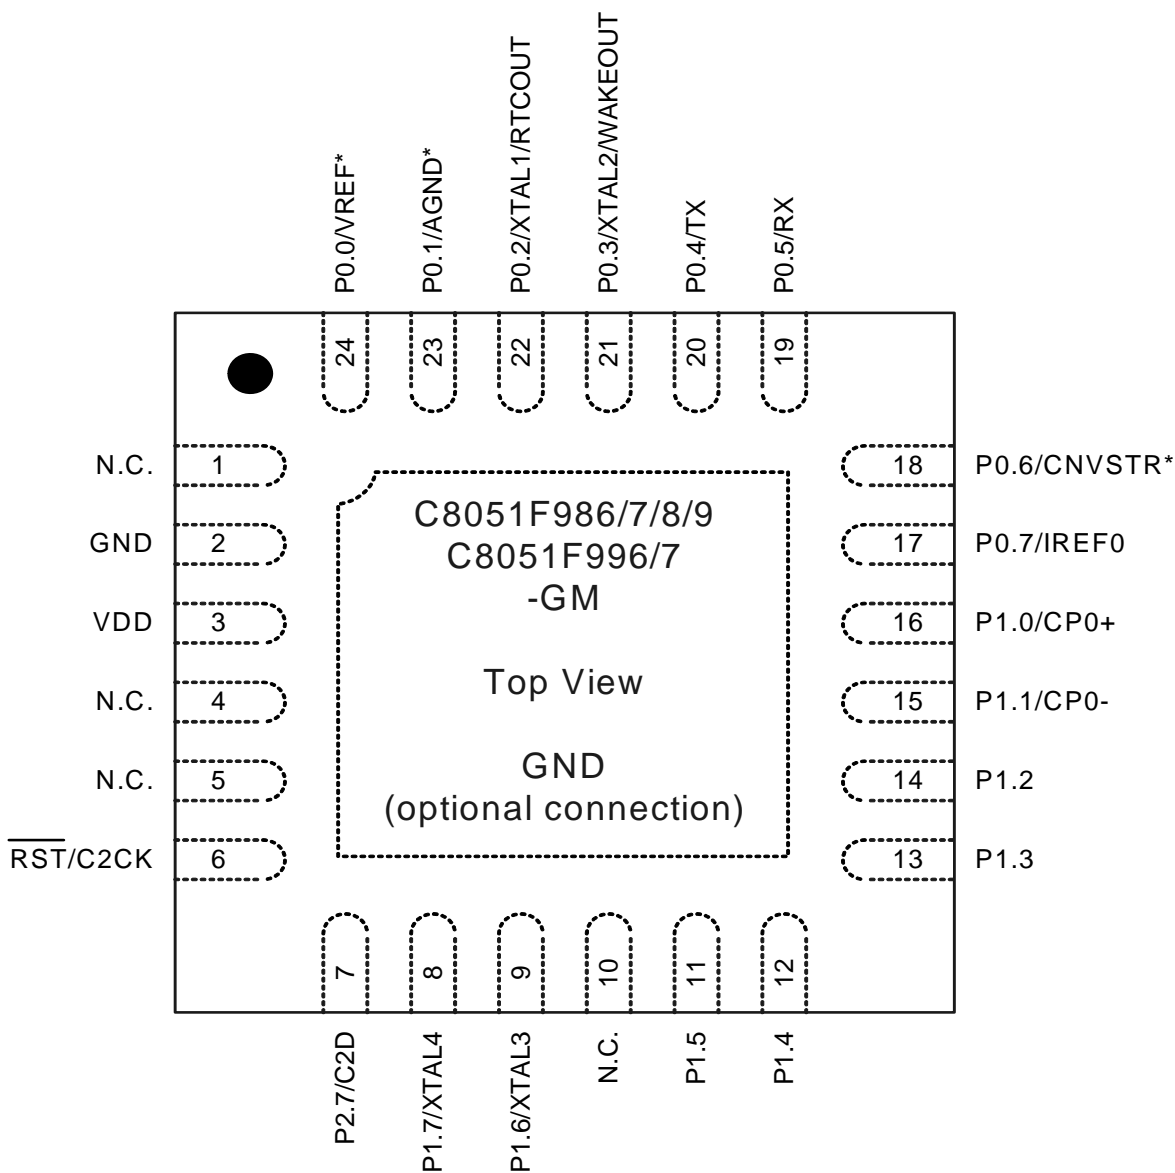 P0.0/VREF*
P0.1/AGND*
P0.2/XTAL1/RTCOUT
P0.3/XTAL2/WAKEOUT
P0.4/TX
P0.5/RX
24
23
22
21
20
19
N.C.
1
GND
2
VDD
3
N.C.
4
N.C.
5
RST/C2CK
6
C8051F986/7/8/9
C8051F996/7
-GM
Top View
GND
(optional connection)
18
P0.6/CNVSTR*
17
P0.7/IREF0
16
P1.0/CP0+
15
P1.1/CP0-
14
P1.2
13
P1.3
7
8
9
10
11
12
P2.7/C2D
P1.7/XTAL4
P1.6/XTAL3
N.C.
P1.5
P1.4